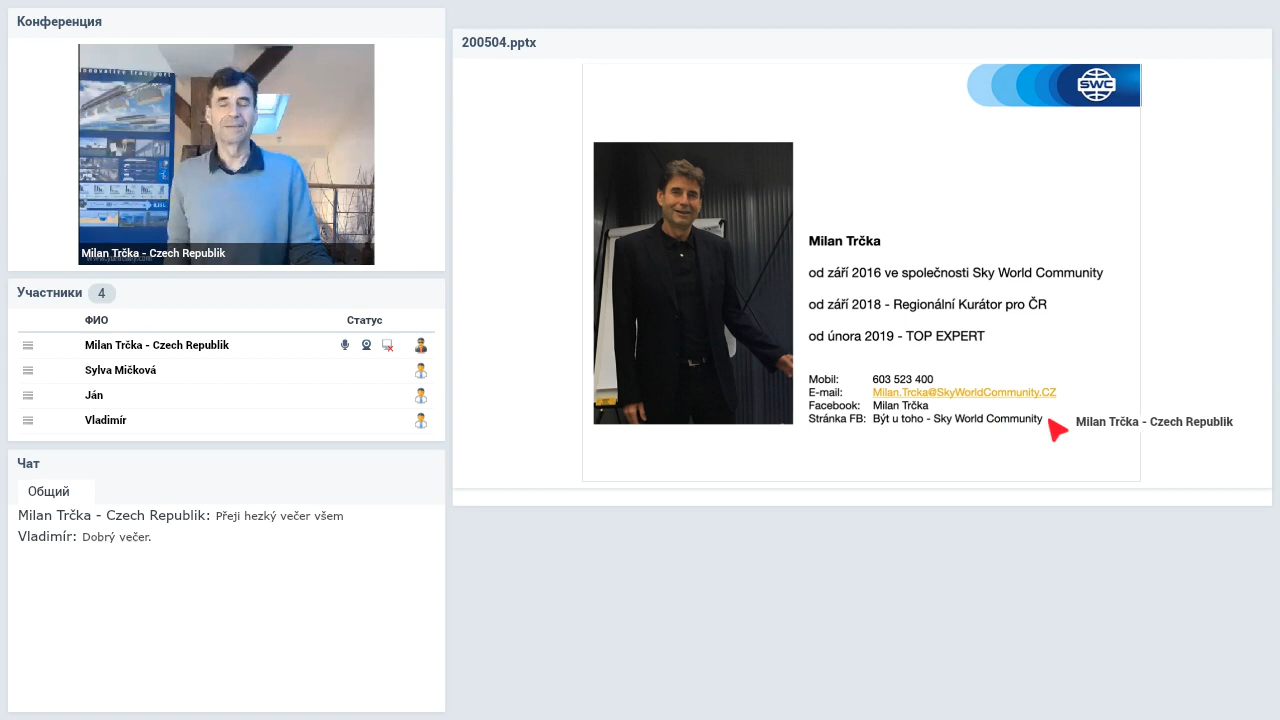 Конференция
Innovative Transport
Milan Trčka - Czech Republik
Участники 4
ФИО Статус
Milan Trčka - Czech Republik
Sylva Mičková
Ján
Vladimír
Чат
Общий
Milan Trčka - Czech Republik: Přeji hezký večer všem
Vladimír: Dobrý večer.
200504.pptx
SWC
Milan Trčka
od září 2016 ve společnosti Sky World Community
od září 2018 - Regionální Kurátor pro ČR
od února 2019 - TOP EXPERT
Mobil: 603 523 400
E-mail: Milan.Trcka@SkyWorldCommunity.CZ
Facebook: Milan Trčka
Stránka FB: Být u toho - Sky World Community
Milan Trčka - Czech Republik